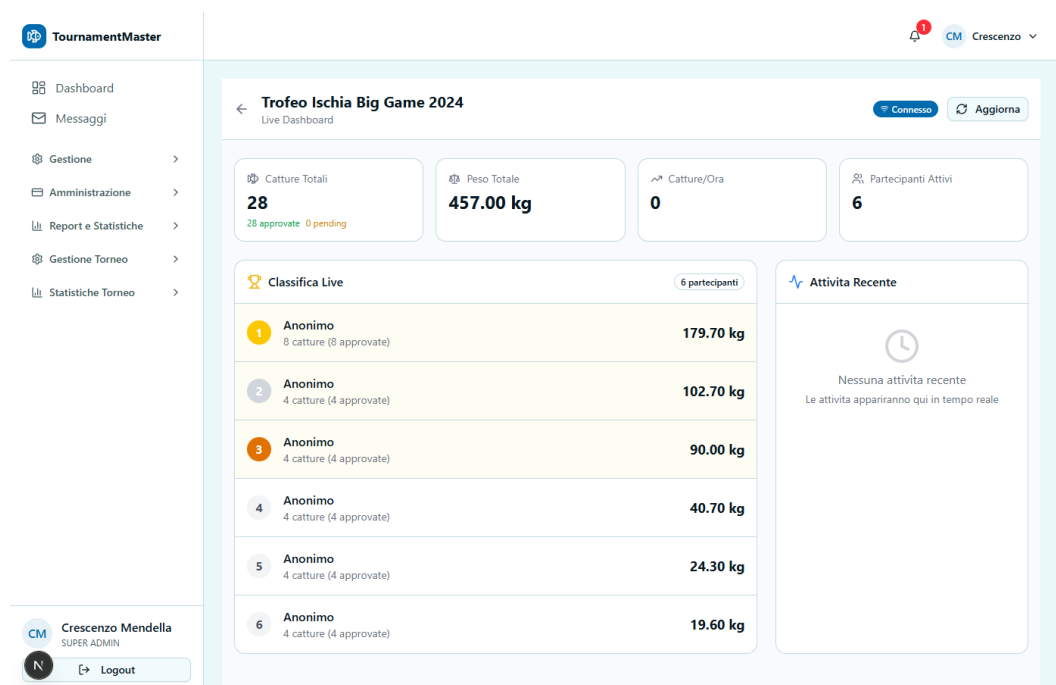 TournamentMaster
1
CM
Crescenzo
Dashboard
Messaggi
Gestione
Amministrazione
Report e Statistiche
Gestione Torneo
Statistiche Torneo
Trofeo Ischia Big Game 2024
Live Dashboard
Connesso
Aggiorna
Catture Totali
28
28 approvate 0 pending
Peso Totale
457.00 kg
Catture/Ora
0
Partecipanti Attivi
6
Classifica Live
6 partecipanti
1
Anonimo
8 catture (8 approvate)
179.70 kg
2
Anonimo
4 catture (4 approvate)
102.70 kg
3
Anonimo
4 catture (4 approvate)
90.00 kg
4
Anonimo
4 catture (4 approvate)
40.70 kg
5
Anonimo
4 catture (4 approvate)
24.30 kg
6
Anonimo
4 catture (4 approvate)
19.60 kg
Attivita Recente
Nessuna attivita recente
Le attivita appariranno qui in tempo reale
CM
Crescenzo Mendella
SUPER ADMIN
N
Logout